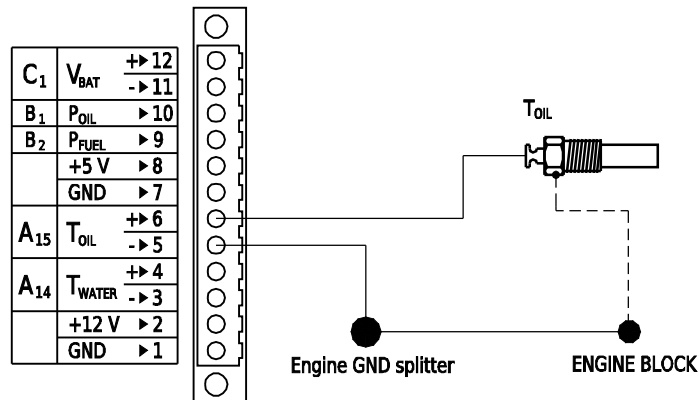 C1 VBAT +▶12
-▶11
B1 POIL ▶10
B2 PFUEL ▶9
+5 V ▶8
GND ▶7
A15 TOIL +▶6
-▶5
A14 TWATER +▶4
-▶3
+12 V ▶2
GND ▶1
TOIL
Engine GND splitter
ENGINE BLOCK